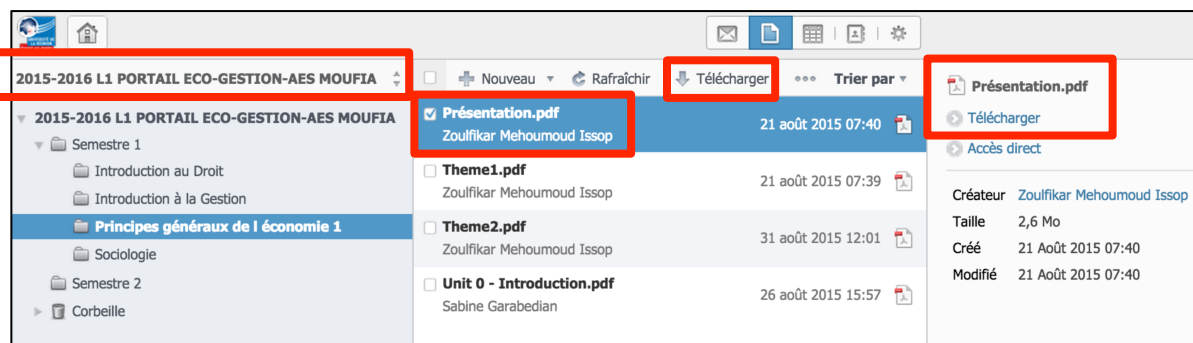 2015-2016 L1 PORTAIL ECO-GESTION-AES MOUFIA
2015-2016 L1 PORTAIL ECO-GESTION-AES MOUFIA
Semestre 1
Introduction au Droit
Introduction à la Gestion
Principes généraux de l économie 1
Sociologie
Semestre 2
Corbeille
Nouveau Rafraîchir Télécharger Trier par
Présentation.pdf
Zoulfikar Mehoumoud Issop 21 août 2015 07:40
Theme1.pdf
Zoulfikar Mehoumoud Issop 21 août 2015 07:39
Theme2.pdf
Zoulfikar Mehoumoud Issop 31 août 2015 12:01
Unit 0 - Introduction.pdf
Sabine Garabedian 26 août 2015 15:57
Présentation.pdf
Télécharger
Accès direct
Créateur Zoulfikar Mehoumoud Issop
Taille 2,6 Mo
Créé 21 Août 2015 07:40
Modifié 21 Août 2015 07:40